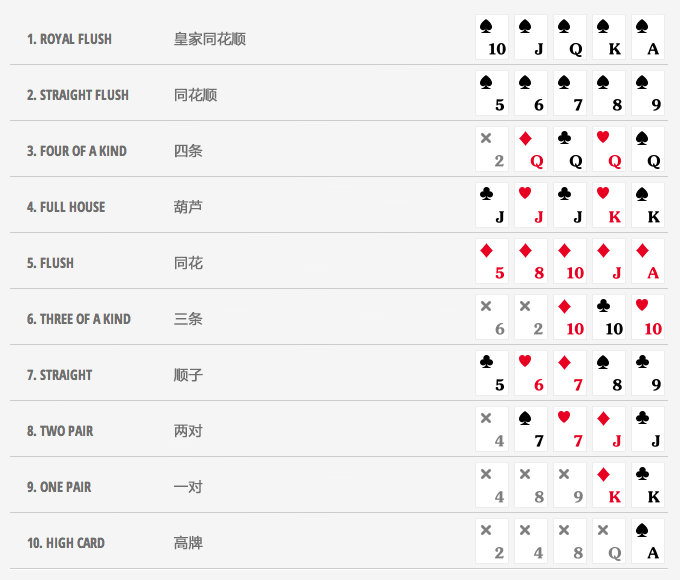 1. ROYAL FLUSH 皇家同花顺 10 J Q K A
2. STRAIGHT FLUSH 同花顺 5 6 7 8 9
3. FOUR OF A KIND 四条 2 Q Q Q Q
4. FULL HOUSE 葫芦 J J J K K
5. FLUSH 同花 5 8 10 J A
6. THREE OF A KIND 三条 6 2 10 10 10
7. STRAIGHT 顺子 5 6 7 8 9
8. TWO PAIR 两对 4 7 7 J J
9. ONE PAIR 一对 4 8 9 K K
10. HIGH CARD 高牌 2 4 8 Q A